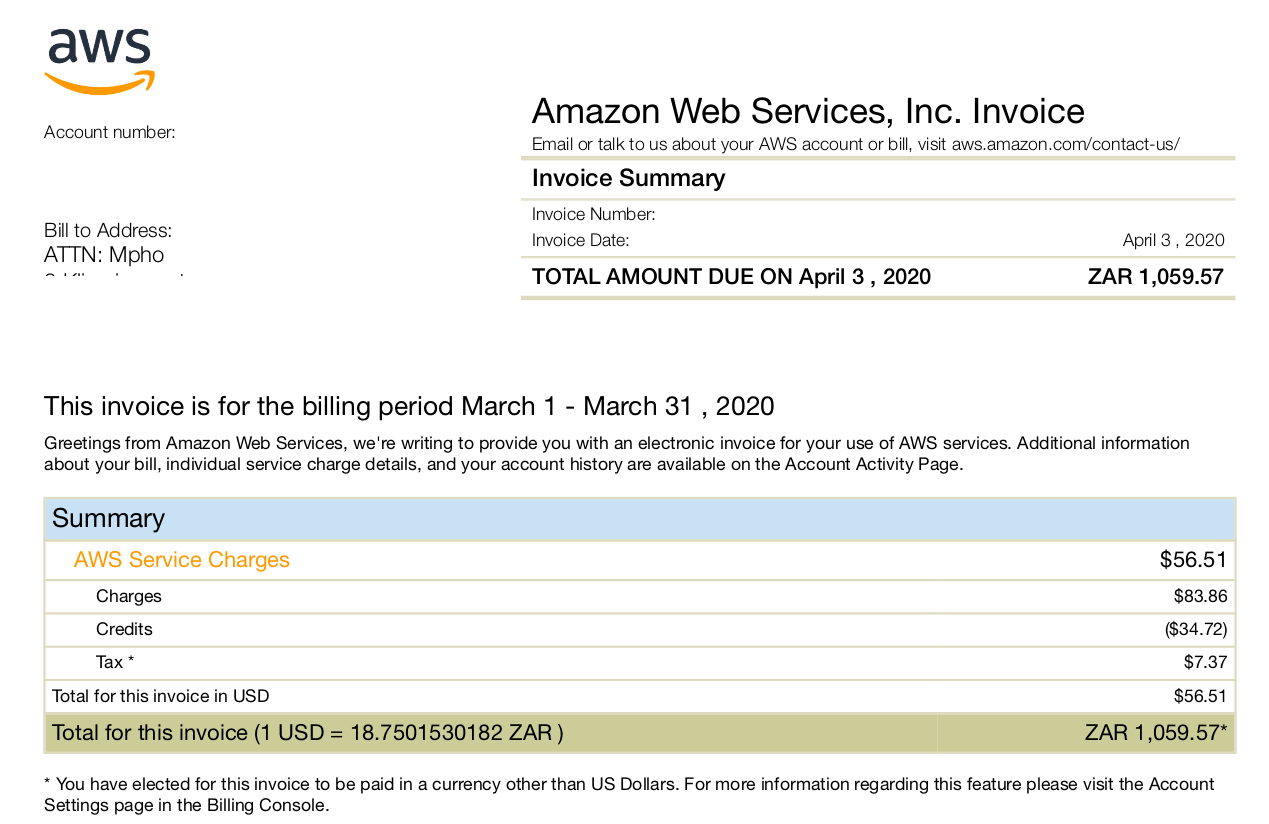 aws
Account number:
Bill to Address:
ATTN: Mpho
Amazon Web Services, Inc. Invoice
Email or talk to us about your AWS account or bill, visit aws.amazon.com/contact-us/
Invoice Summary
Invoice Number:
Invoice Date: April 3 , 2020
TOTAL AMOUNT DUE ON April 3 , 2020 ZAR 1,059.57
This invoice is for the billing period March 1 - March 31 , 2020
Greetings from Amazon Web Services, we're writing to provide you with an electronic invoice for your use of AWS services. Additional information
about your bill, individual service charge details, and your account history are available on the Account Activity Page.
Summary
AWS Service Charges $56.51
Charges $83.86
Credits ($34.72)
Tax * $7.37
Total for this invoice in USD $56.51
Total for this invoice (1 USD = 18.7501530182 ZAR ) ZAR 1,059.57*
* You have elected for this invoice to be paid in a currency other than US Dollars. For more information regarding this feature please visit the Account
Settings page in the Billing Console.